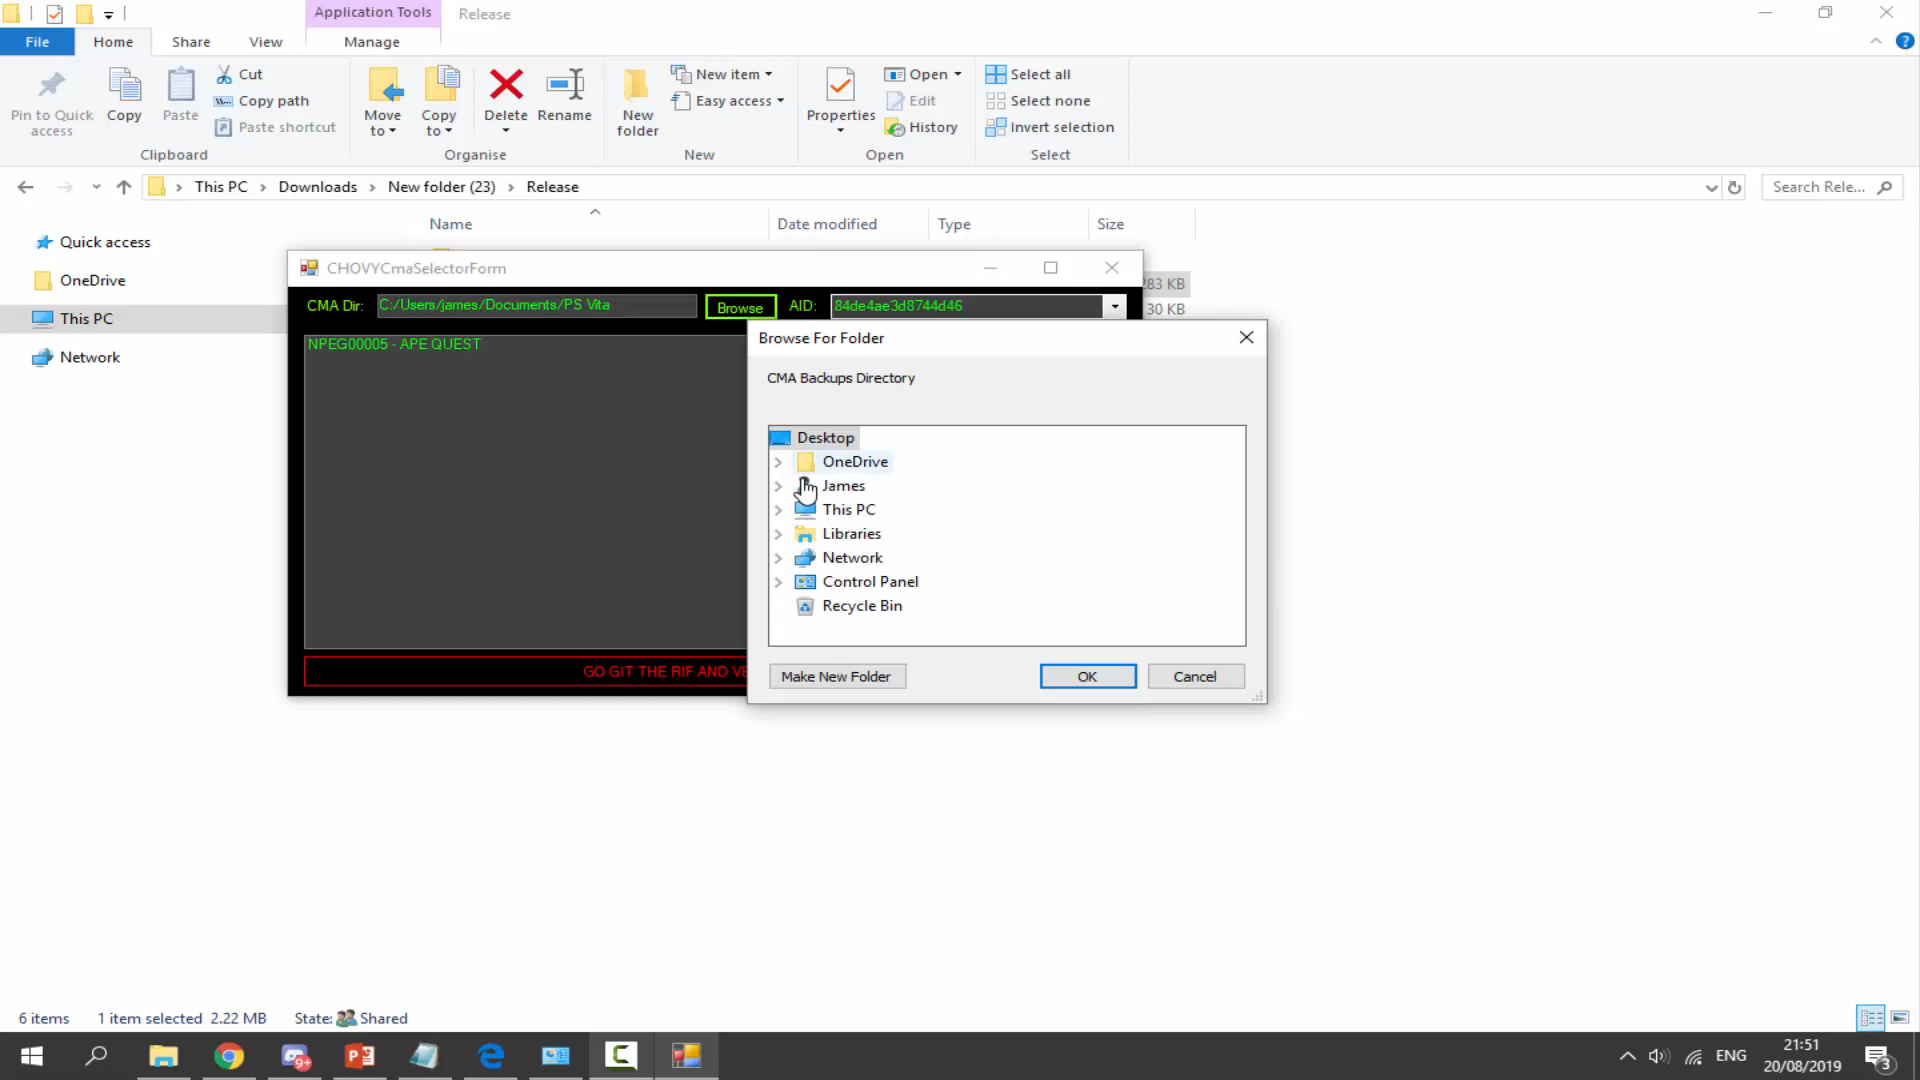 Application Tools
Release
File
Home
Share
View
Manage
Pin to Quick access
Copy
Paste
Cut
Copy path
Paste shortcut
Clipboard
Move to
Copy to
Delete
Rename
Organise
New folder
New item
Easy access
New
Properties
Open
Edit
History
Open
Select all
Select none
Invert selection
Select
This PC
Downloads
New folder (23)
Release
Search Rele...
Name
Date modified
Type
Size
Quick access
OneDrive
This PC
Network
CHOVYCmaSelectorForm
283 KB
30 KB
CMA Dir:
C:/Users/james/Documents/PS Vita
Browse
AID:
84de4ae3d8744d46
NPEG00005 - APE QUEST
GO GIT THE RIF AND VE
Browse For Folder
CMA Backups Directory
Desktop
OneDrive
James
This PC
Libraries
Network
Control Panel
Recycle Bin
Make New Folder
OK
Cancel
6 items
1 item selected 2.22 MB
State:
Shared
9+
ENG
21:51
20/08/2019
3